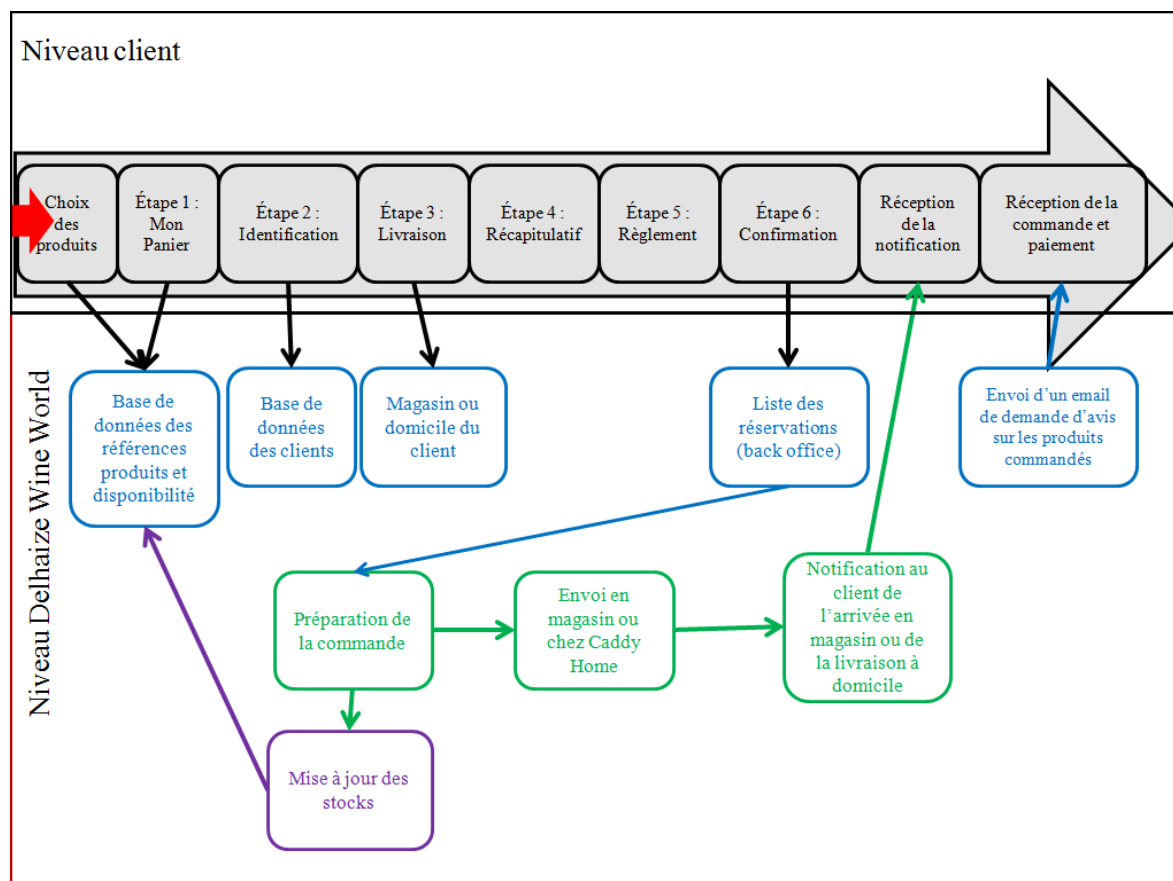 Niveau client
Choix
des
produits
Étape 1 :
Mon
Panier
Étape 2 :
Identification
Étape 3 :
Livraison
Étape 4 :
Récapitulatif
Étape 5 :
Règlement
Étape 6 :
Confirmation
Réception
de la
notification
Réception de la
commande et
paiement
Niveau Delhaize Wine World
Base de
données des
références
produits et
disponibilité
Base de
données
des clients
Magasin ou
domicile du
client
Liste des
réservations
(back office)
Envoi d’un email
de demande d’avis
sur les produits
commandés
Préparation de
la commande
Envoi en
magasin ou
chez Caddy
Home
Notification au
client de
l’arrivée en
magasin ou de
la livraison à
domicile
Mise à jour des
stocks